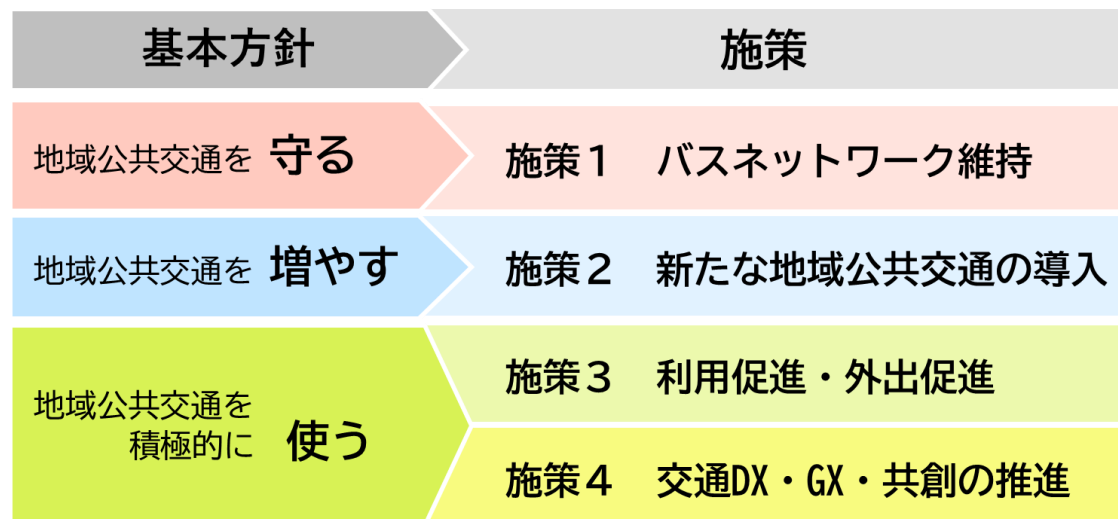 基本方針
施策
地域公共交通を 守る
施策１ バスネットワーク維持
地域公共交通を 増やす
施策２ 新たな地域公共交通の導入
地域公共交通を
積極的に 使う
施策３ 利用促進・外出促進
施策４ 交通DX・GX・共創の推進